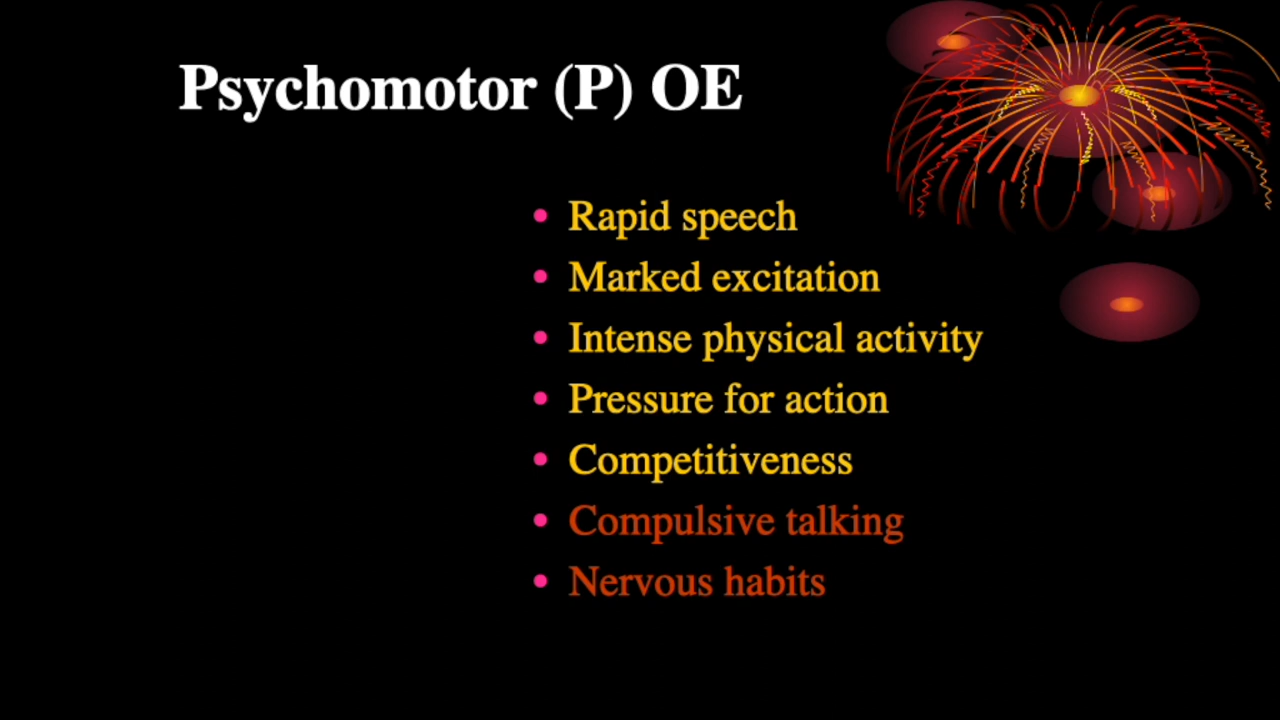 Psychomotor (P) OE
• Rapid speech
• Marked excitation
• Intense physical activity
• Pressure for action
• Competitiveness
• Compulsive talking
• Nervous habits